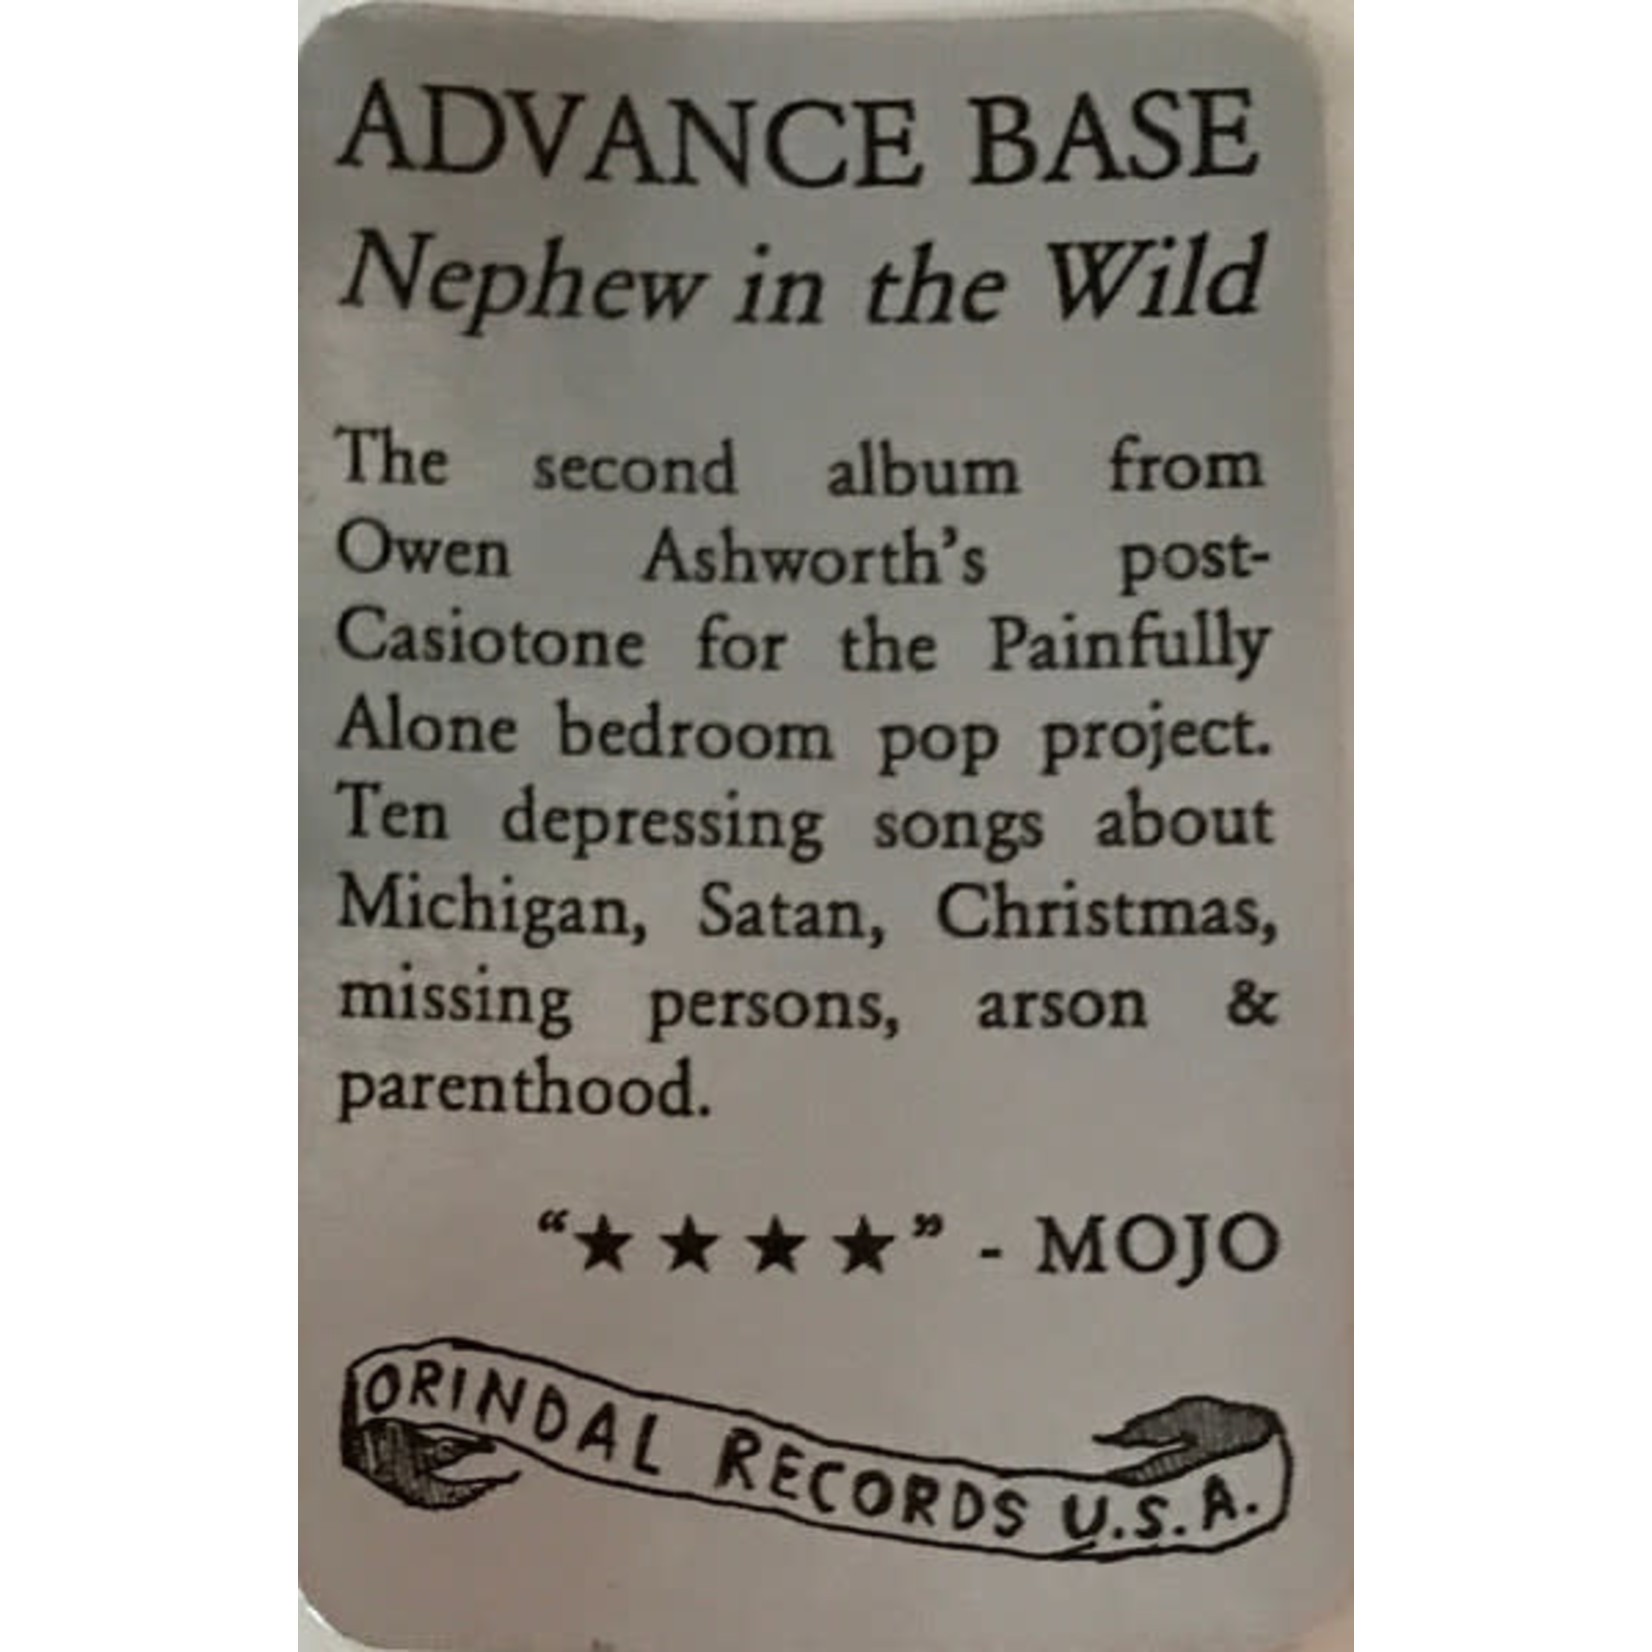 ADVANCE BASE
Nephew in the Wild
The second album from
Owen Ashworth’s post-
Casiotone for the Painfully
Alone bedroom pop project.
Ten depressing songs about
Michigan, Satan, Christmas,
missing persons, arson &
parenthood.
“★ ★ ★ ★” - MOJO
ORINDAL RECORDS U.S.A.